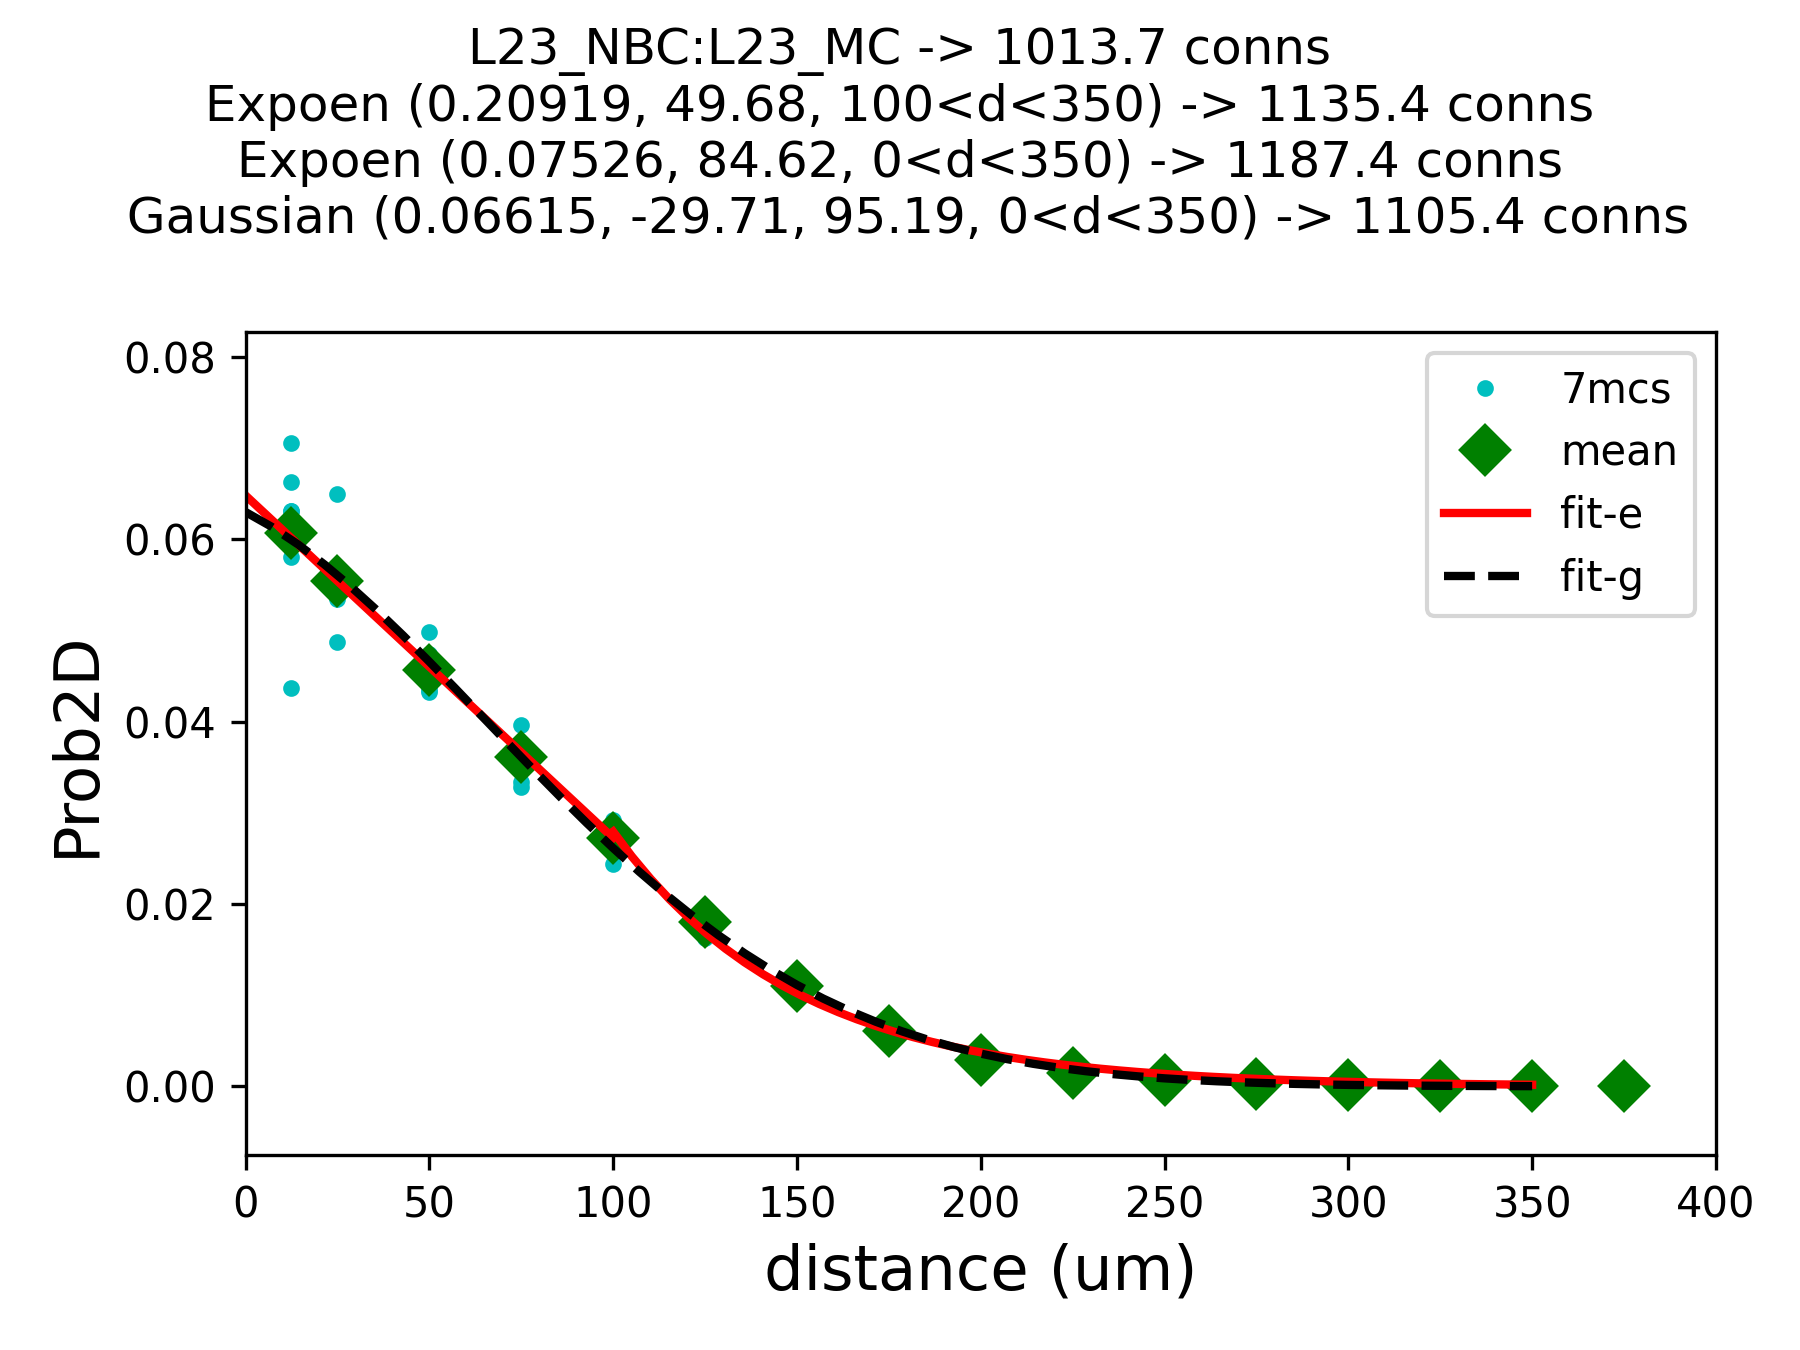 L23_NBC:L23_MC -> 1013.7 conns
Expoen (0.20919, 49.68, 100<d<350) -> 1135.4 conns
Expoen (0.07526, 84.62, 0<d<350) -> 1187.4 conns
Gaussian (0.06615, -29.71, 95.19, 0<d<350) -> 1105.4 conns
0.08
0.06
0.04
0.02
0.00
Prob2D
7mcs
mean
fit-e
fit-g
0 50 100 150 200 250 300 350 400
distance (um)